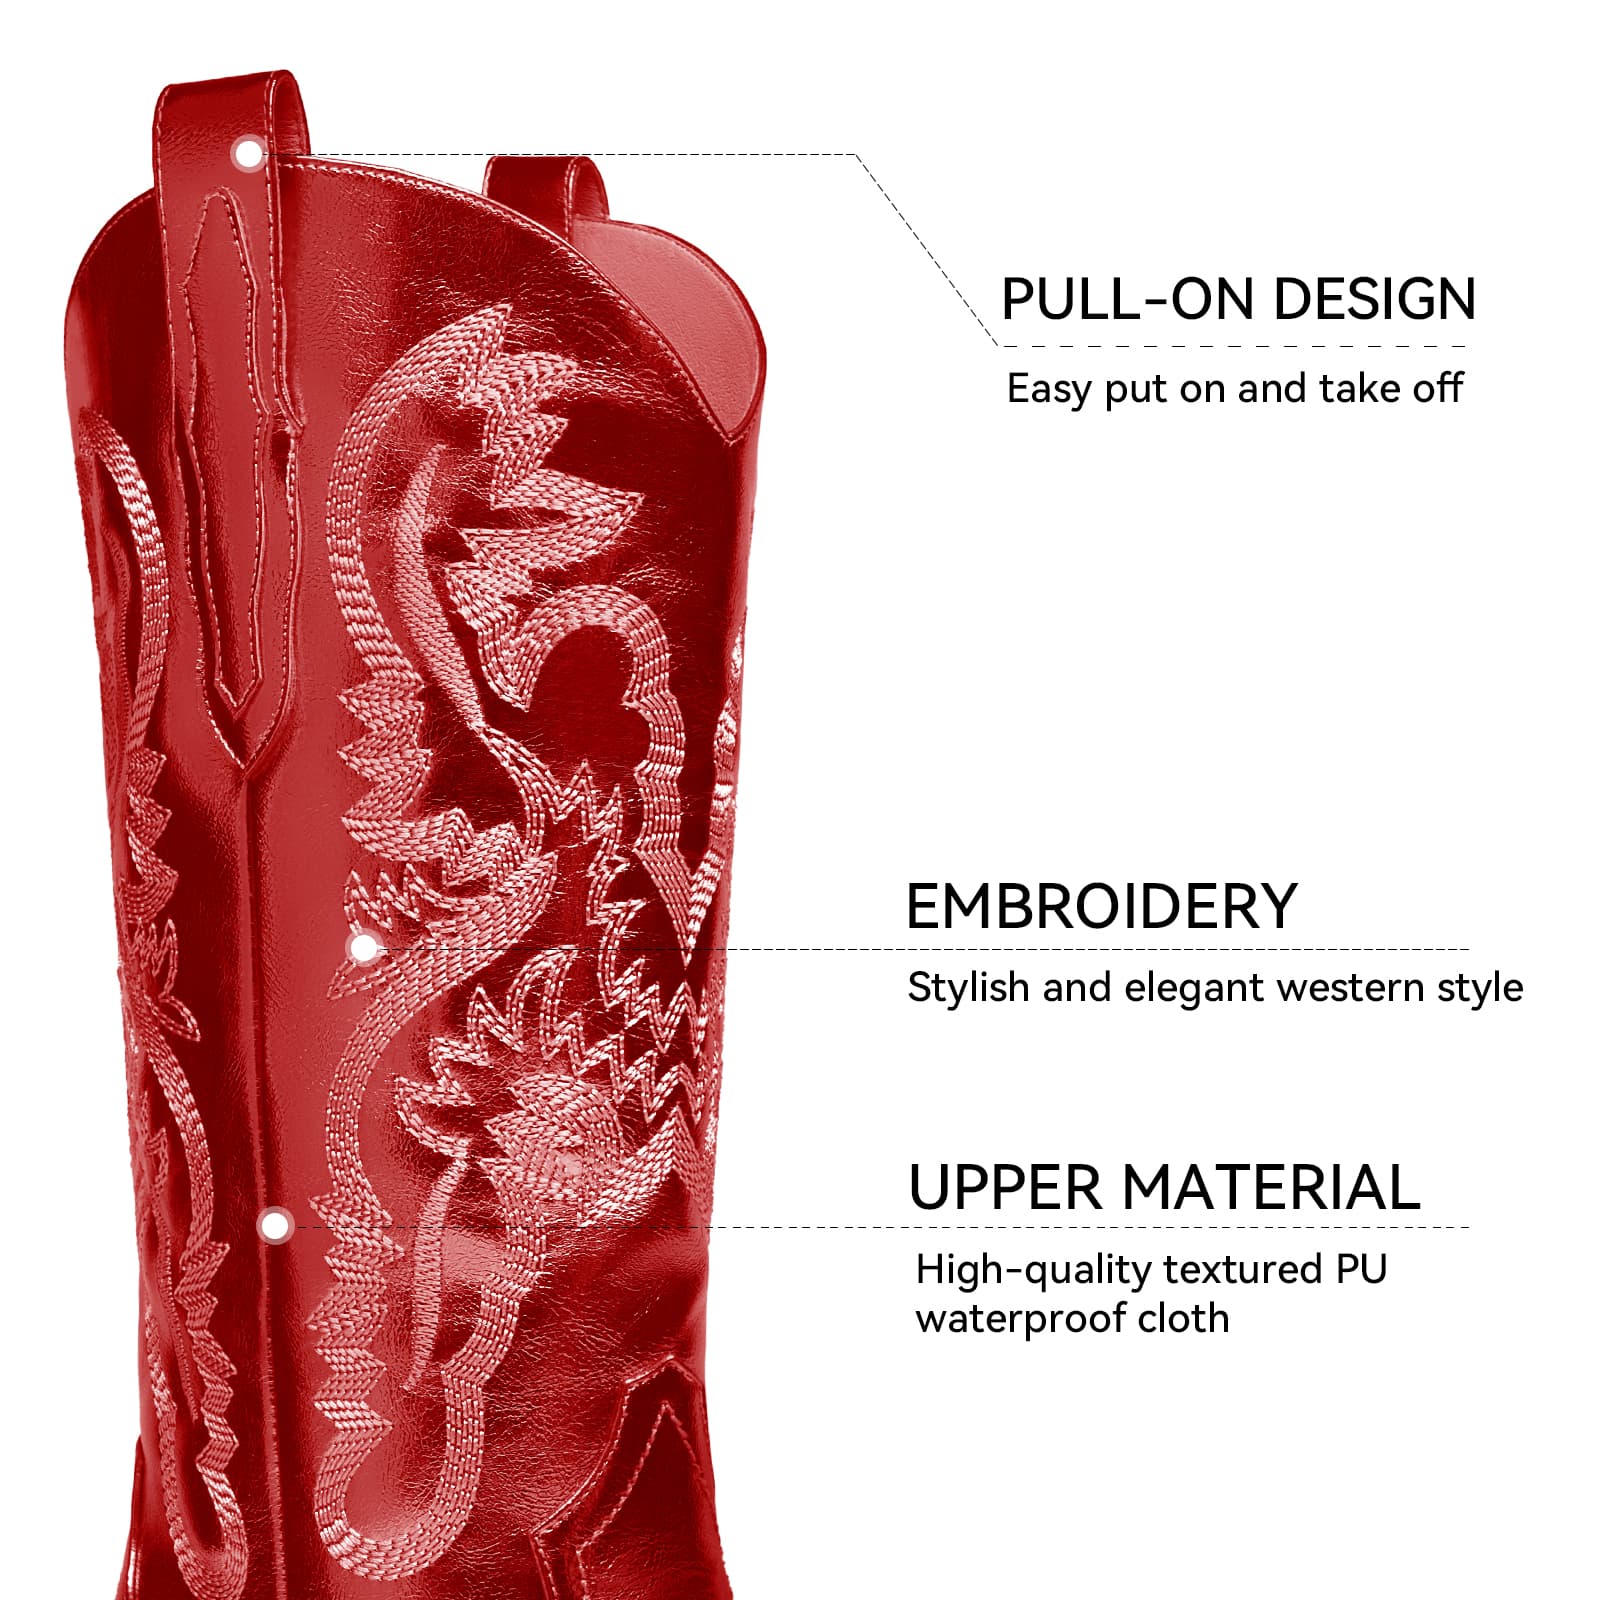 PULL-ON DESIGN
Easy put on and take off
EMBROIDERY
Stylish and elegant western style
UPPER MATERIAL
High-quality textured PU
waterproof cloth